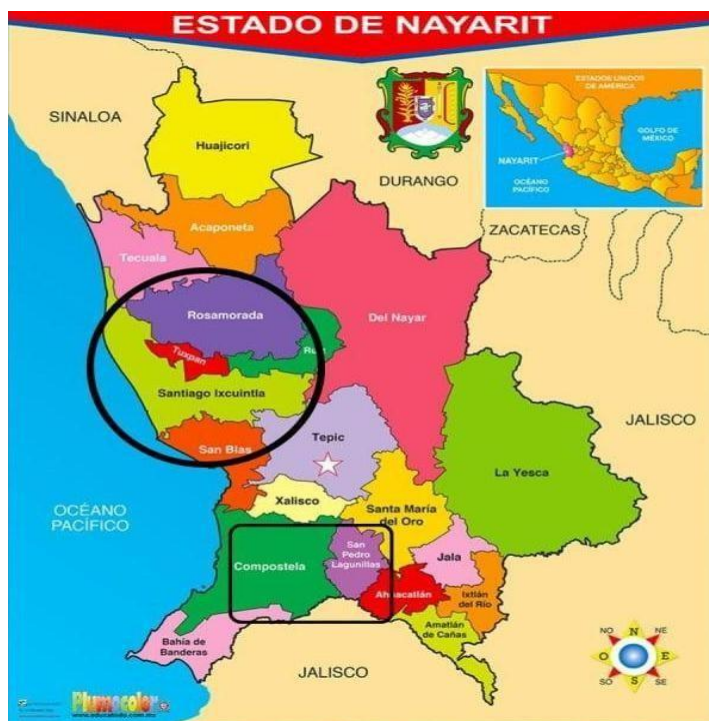 ESTADO DE NAYARIT
SINALOA
Huajicori
DURANGO
ESTADOS UNIDOS
DE AMÉRICA
GOLFO DE
MÉXICO
NAYARIT
OCÉANO
PACÍFICO
ZACATECAS
Acaponeta
Tecuala
Rosamorada
Del Nayar
Ruíz
Tuxpan
Santiago Ixcuintla
JALISCO
San Blas
Tepic
La Yesca
OCÉANO
PACÍFICO
Xalisco
Santa María
del Oro
Compostela
San
Pedro
Lagunillas
Jala
Ahuacatlán
Ixtlán
del Río
Amatlán
de Cañas
Bahía de
Banderas
JALISCO
NO N NE
O E
SO S SE
Plumocolor